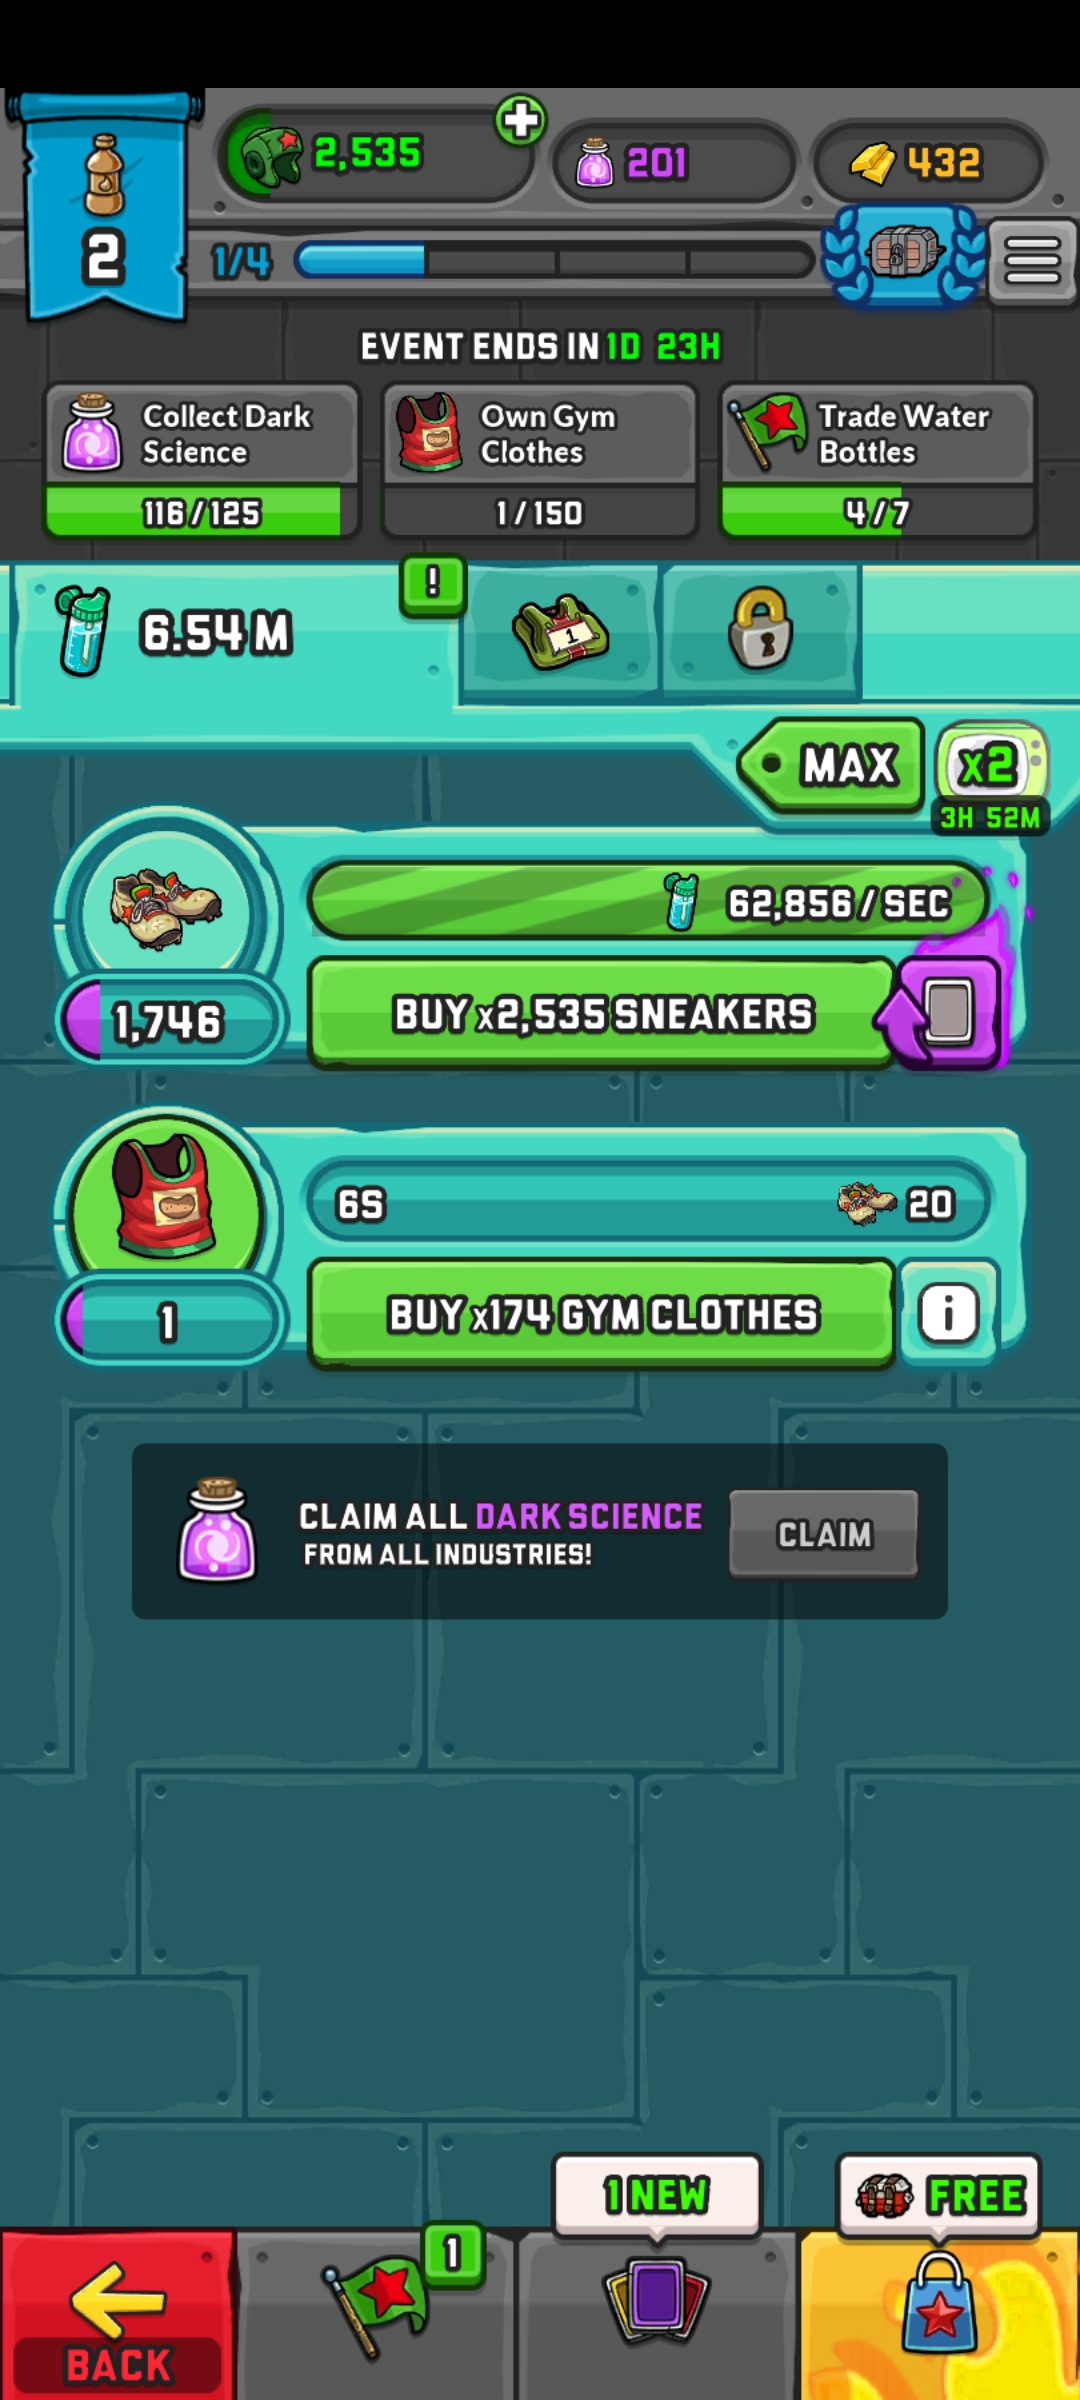 2,535
201
432
2
1/4
EVENT ENDS IN 1D 23H
Collect Dark
Science
116/125
Own Gym
Clothes
1/150
Trade Water
Bottles
4/7
6.54 M
!
1
MAX
x2
3H 52M
62,856 / SEC
1,746
BUY x2,535 SNEAKERS
6S
20
1
BUY x174 GYM CLOTHES
i
CLAIM ALL DARK SCIENCE
FROM ALL INDUSTRIES!
CLAIM
1 NEW
FREE
1
BACK